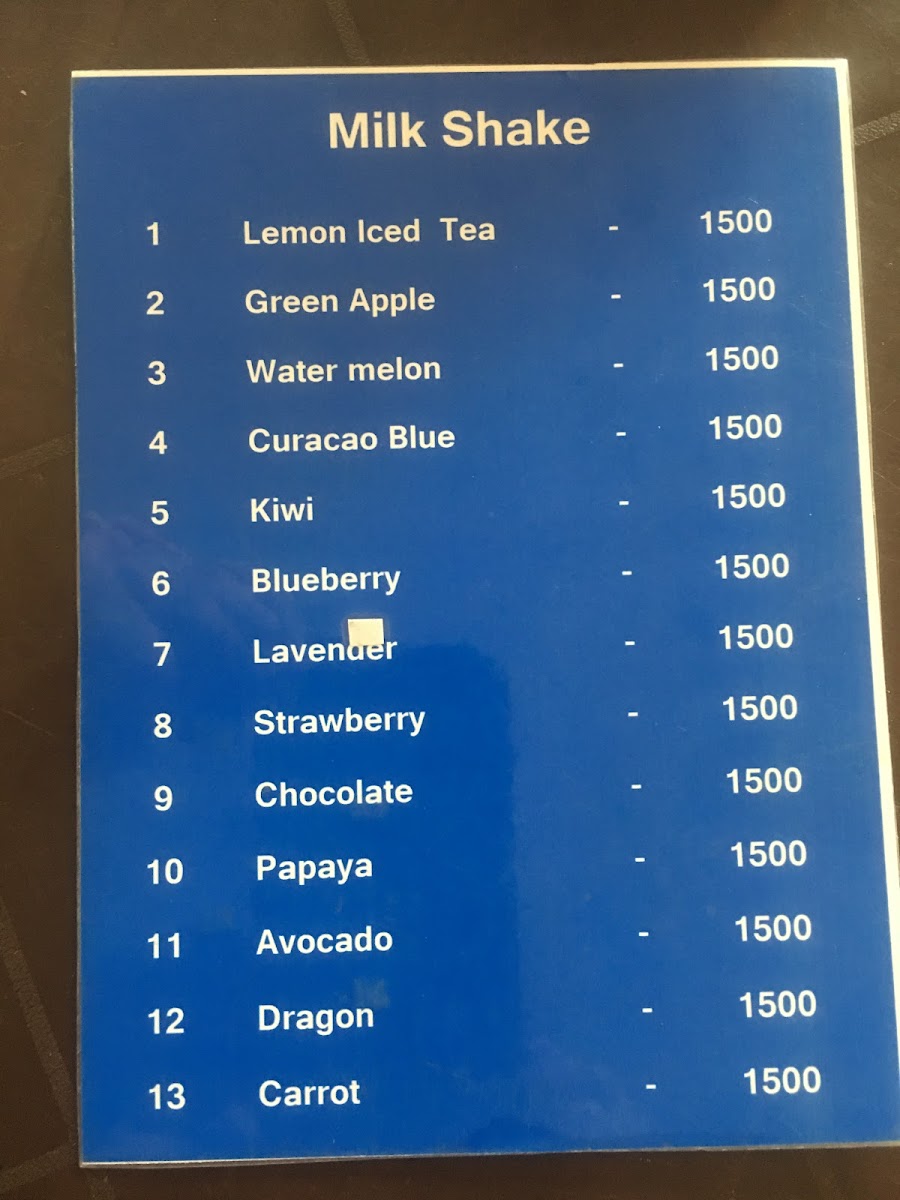 Milk Shake
1 Lemon Iced Tea - 1500
2 Green Apple - 1500
3 Water melon - 1500
4 Curacao Blue - 1500
5 Kiwi - 1500
6 Blueberry - 1500
7 Lavender - 1500
8 Strawberry - 1500
9 Chocolate - 1500
10 Papaya - 1500
11 Avocado - 1500
12 Dragon - 1500
13 Carrot - 1500